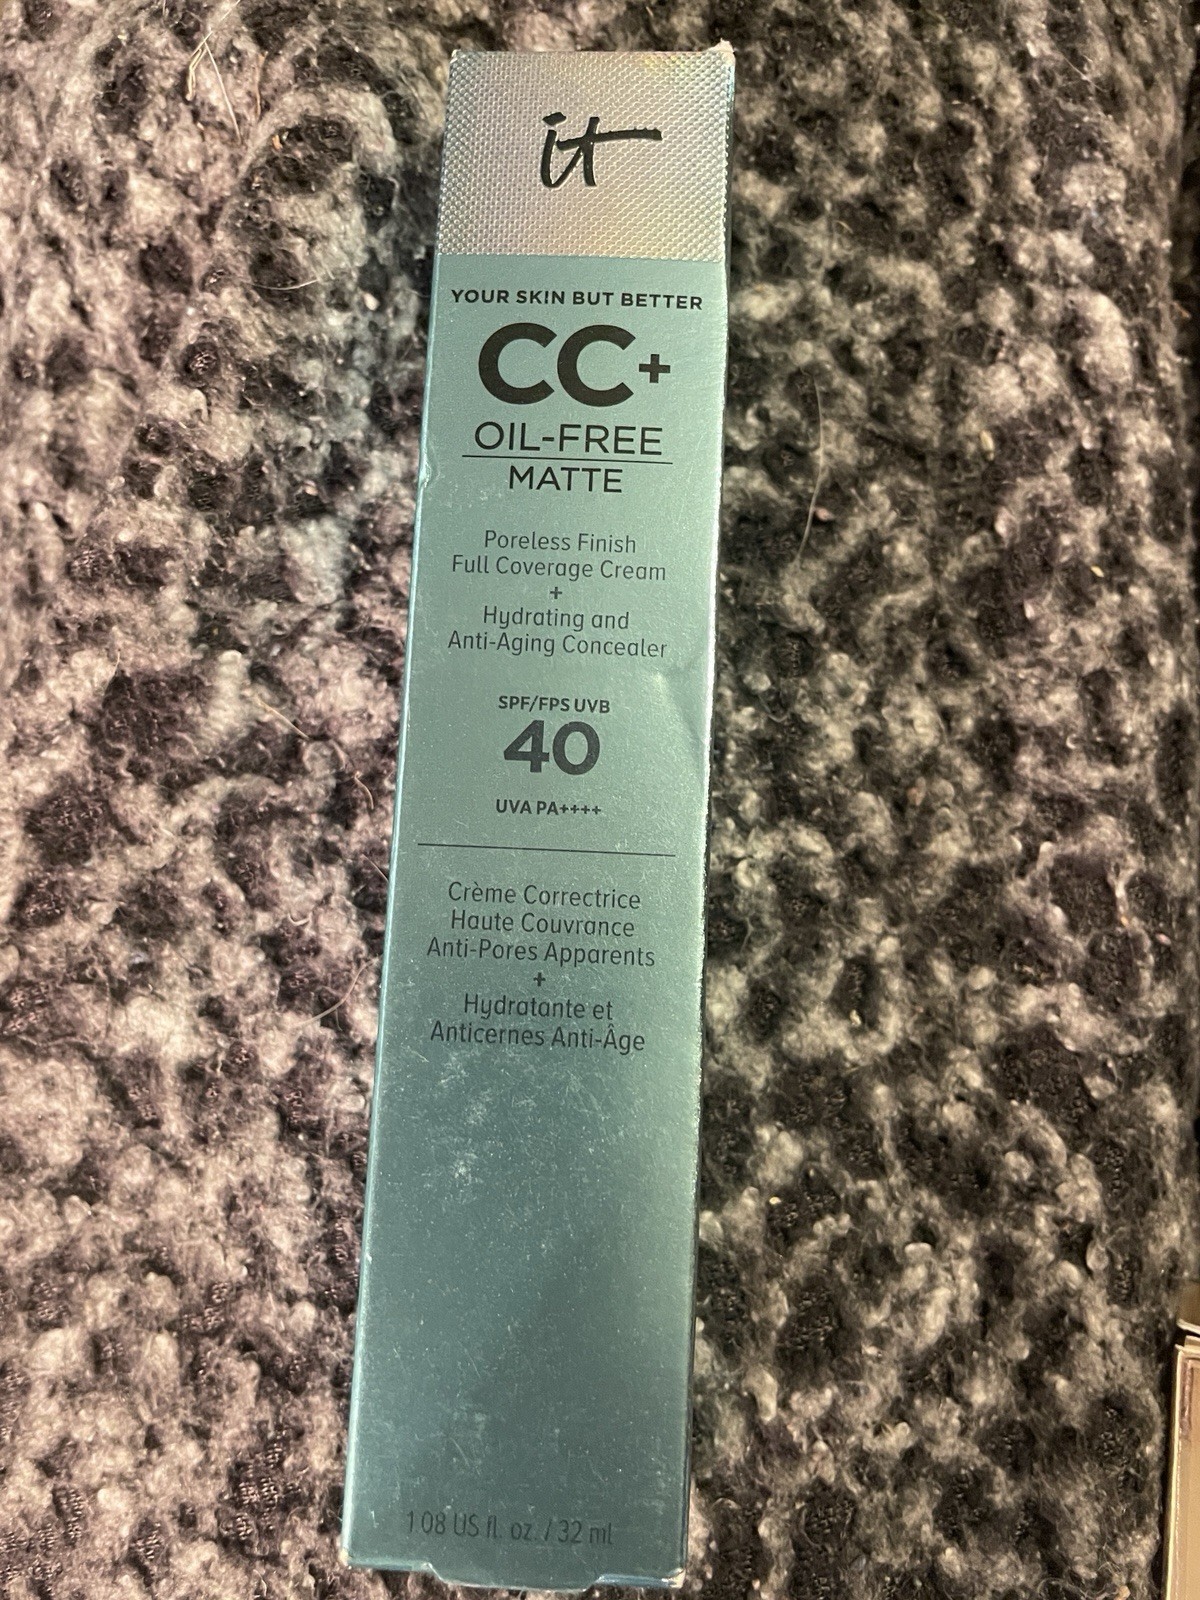 it
YOUR SKIN BUT BETTER
CC+
OIL-FREE
MATTE
Poreless Finish
Full Coverage Cream
+
Hydrating and
Anti-Aging Concealer
SPF/FPS UVB
40
UVA PA++++
Crème Correctrice
Haute Couvrance
Anti-Pores Apparents
+
Hydratante et
Anticernes Anti-Âge
1.08 US fl. oz. / 32 ml